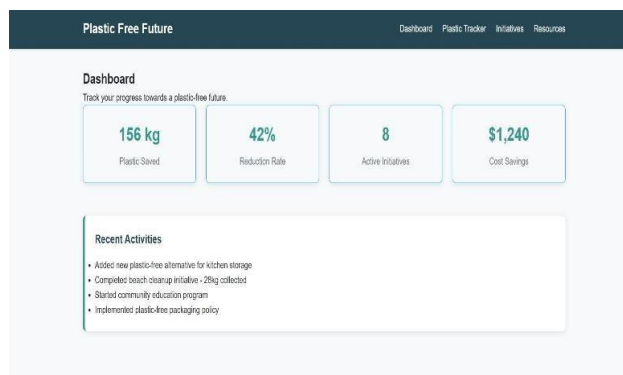 Plastic Free Future
Dashboard Plastic Tracker Initiatives Resources
Dashboard
Track your progress towards a plastic-free future.
156 kg
Plastic Saved
42%
Reduction Rate
8
Active Initiatives
$1,240
Cost Savings
Recent Activities
• Added new plastic-free alternative for kitchen storage
• Completed beach cleanup initiative - 28kg collected
• Started community education program
• Implemented plastic-free packaging policy